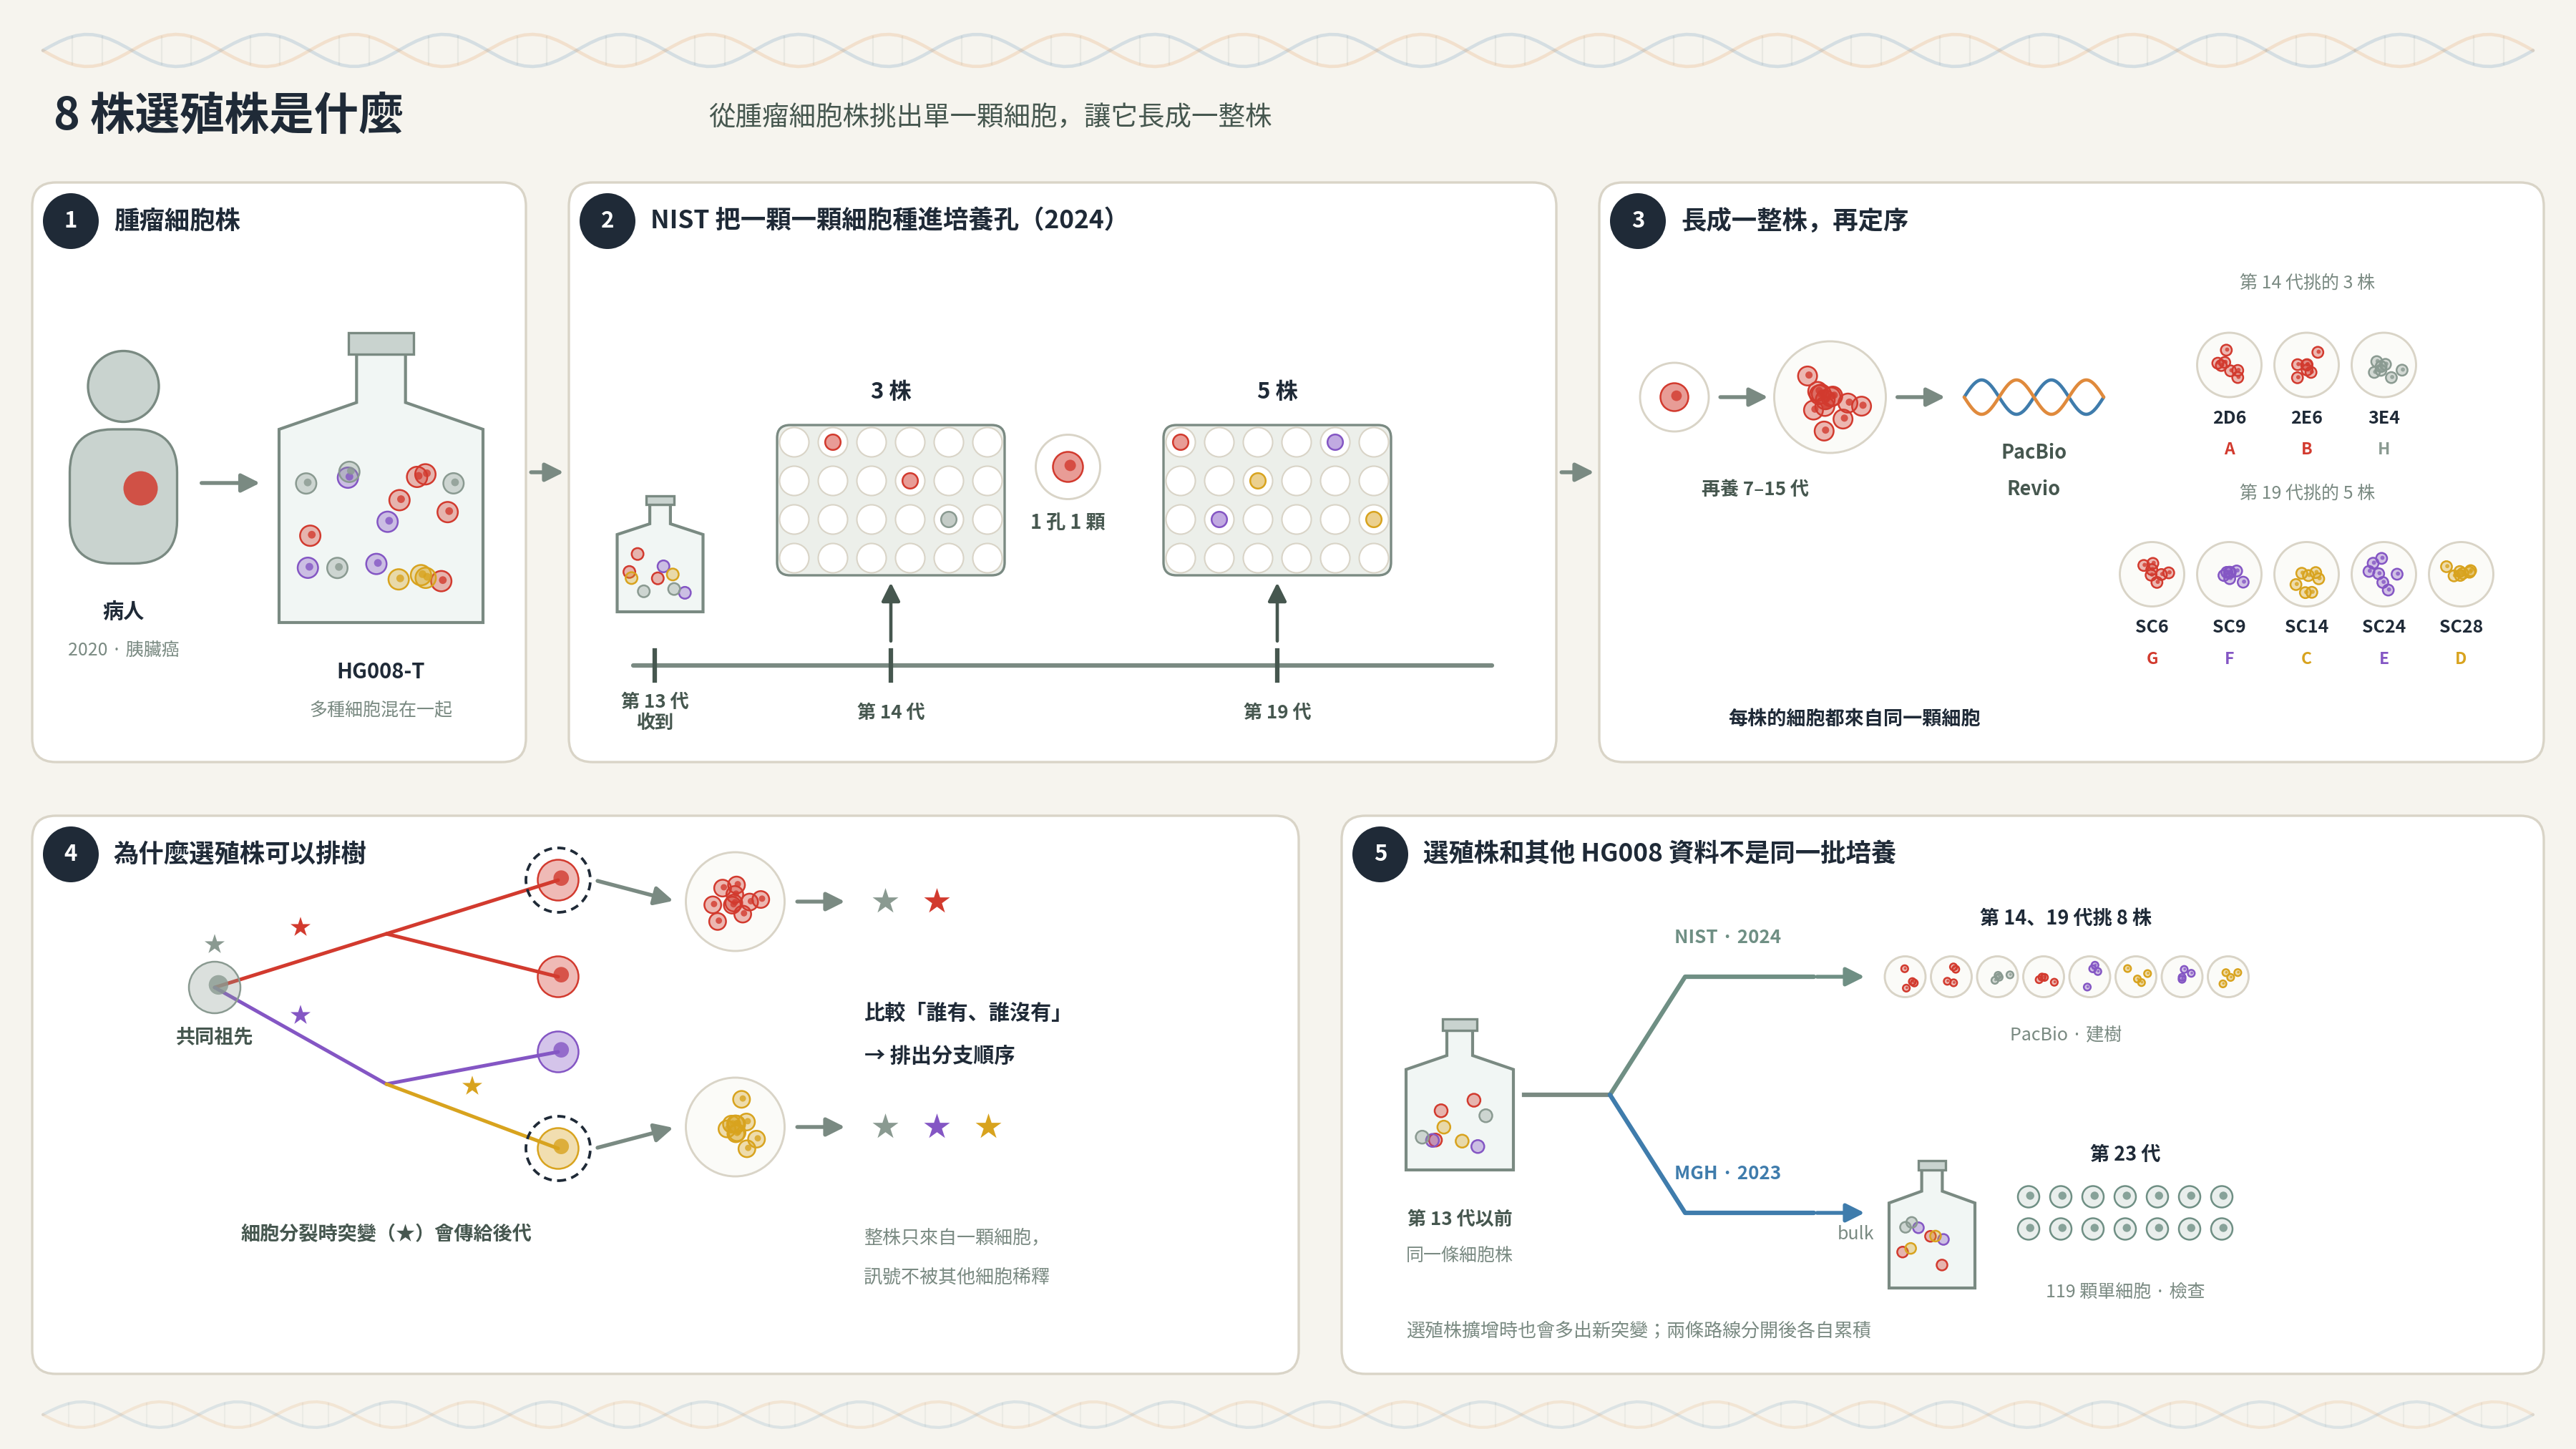 8 株選殖株是什麼
從腫瘤細胞株挑出單一顆細胞，讓它長成一整株
1 腫瘤細胞株
病人
2020 · 胰臟癌
HG008-T
多種細胞混在一起
2 NIST 把一顆一顆細胞種進培養孔（2024）
3 株
5 株
1 孔 1 顆
第 13 代
收到
第 14 代
第 19 代
3 長成一整株，再定序
再養 7–15 代
PacBio
Revio
第 14 代挑的 3 株
2D6 2E6 3E4
A B H
第 19 代挑的 5 株
SC6 SC9 SC14 SC24 SC28
G F C E D
每株的細胞都來自同一顆細胞
4 為什麼選殖株可以排樹
共同祖先
細胞分裂時突變（★）會傳給後代
比較「誰有、誰沒有」
→ 排出分支順序
整株只來自一顆細胞，
訊號不被其他細胞稀釋
5 選殖株和其他 HG008 資料不是同一批培養
第 13 代以前
同一條細胞株
NIST · 2024
第 14、19 代挑 8 株
PacBio · 建樹
MGH · 2023
bulk
第 23 代
119 顆單細胞 · 檢查
選殖株擴增時也會多出新突變；兩條路線分開後各自累積